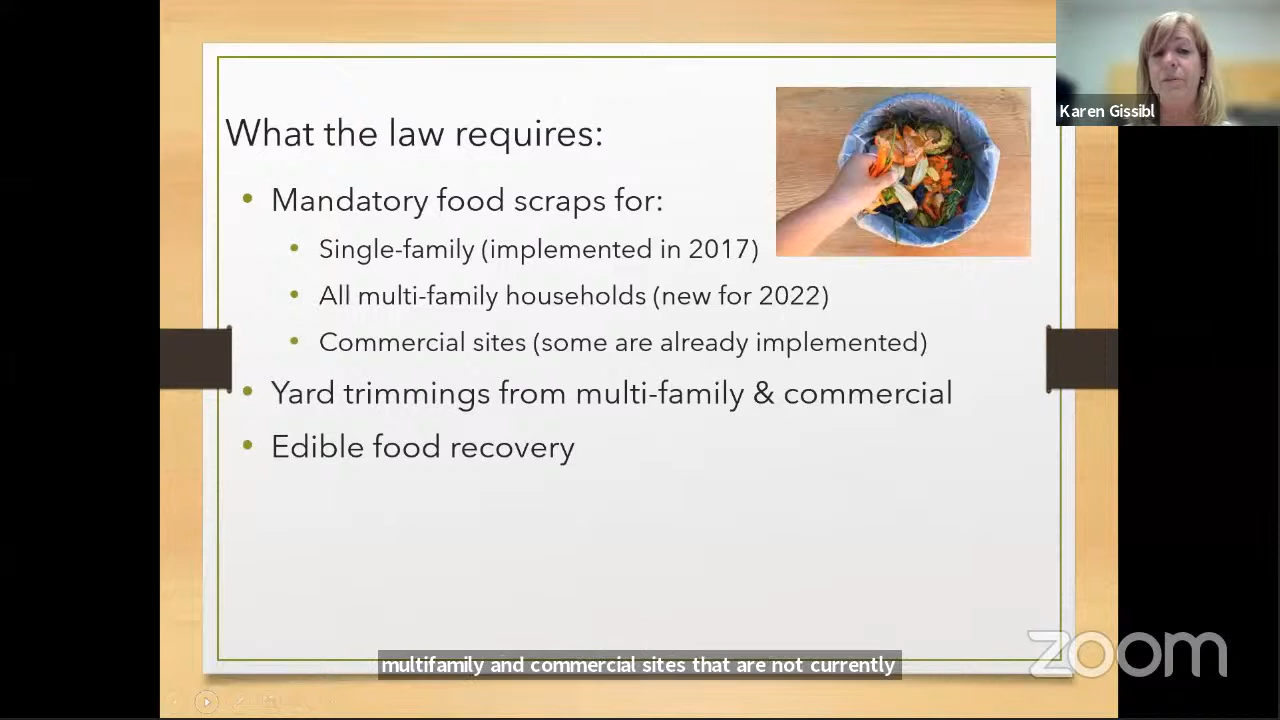 Karen Gissibl
What the law requires:
• Mandatory food scraps for:
• Single-family (implemented in 2017)
• All multi-family households (new for 2022)
• Commercial sites (some are already implemented)
• Yard trimmings from multi-family & commercial
• Edible food recovery
multifamily and commercial sites that are not currently
zoom